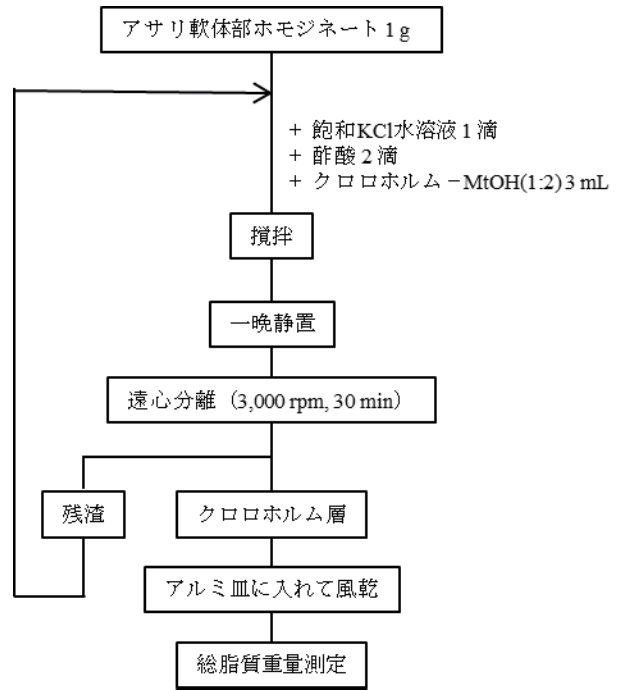 アサリ軟体部ホモジネート1 g
+ 飽和KCl水溶液1滴
+ 酢酸2滴
+ クロロホルム－MtOH(1:2)3 mL
撹拌
一晩静置
遠心分離（3,000 rpm, 30 min）
残渣
クロロホルム層
アルミ皿に入れて風乾
総脂質重量測定